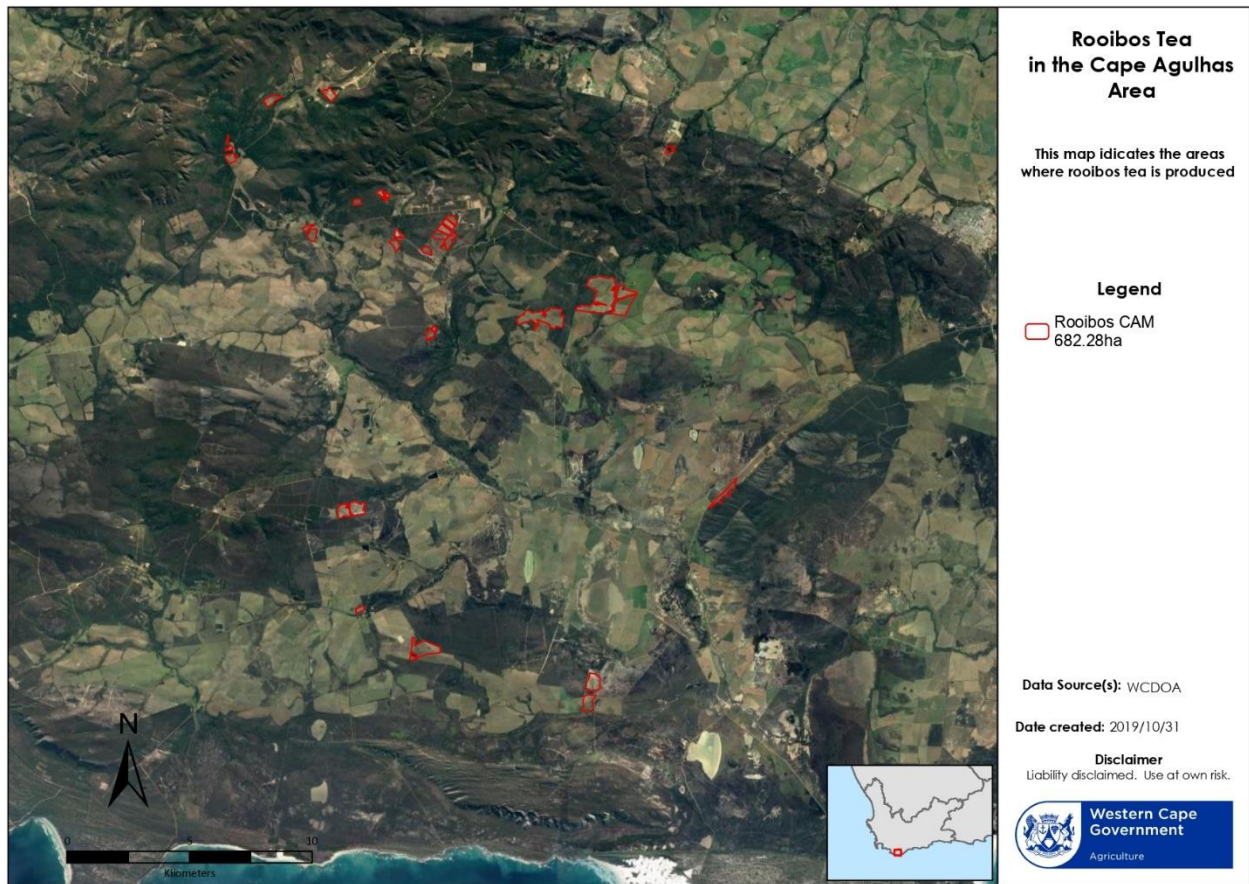 Rooibos Tea
in the Cape Agulhas
Area
This map idicates the areas
where rooibos tea is produced
Legend
Rooibos CAM
682.28ha
Data Source(s): WCDOA
Date created: 2019/10/31
Disclaimer
Liability disclaimed. Use at own risk.
Western Cape
Government
Agriculture
N
0 5 10
Kilometers